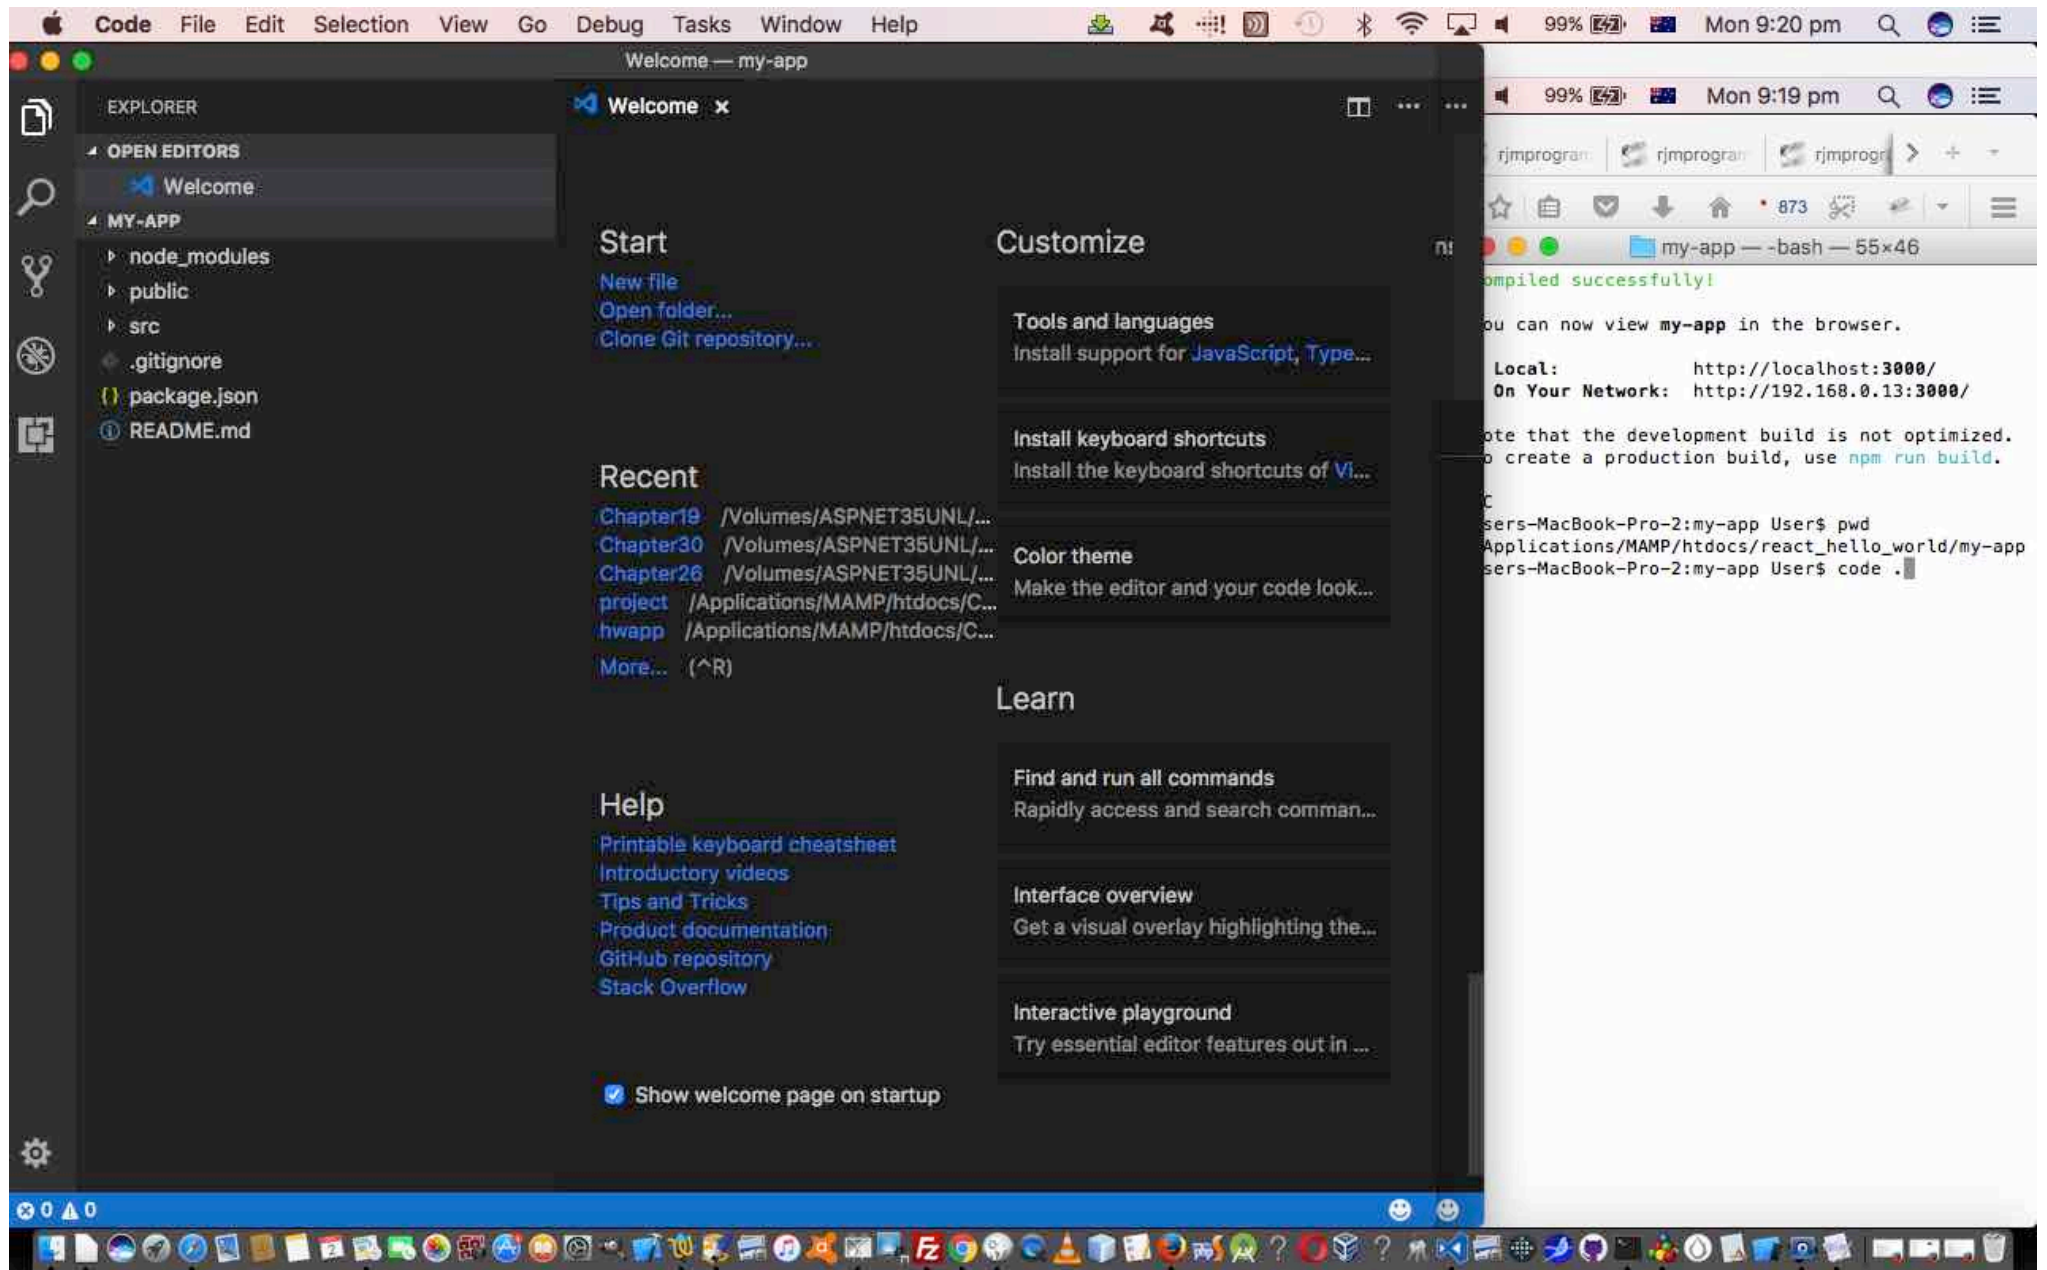 Code File Edit Selection View Go Debug Tasks Window Help 99% Mon 9:20 pm
Welcome — my-app
99% Mon 9:19 pm
EXPLORER
OPEN EDITORS
Welcome
MY-APP
node_modules
public
src
.gitignore
package.json
README.md
Welcome
Start
New file
Open folder...
Clone Git repository...
Recent
Chapter19 /Volumes/ASPNET35UNL/...
Chapter30 /Volumes/ASPNET35UNL/...
Chapter26 /Volumes/ASPNET35UNL/...
project /Applications/MAMP/htdocs/C...
hwapp /Applications/MAMP/htdocs/C...
More... (^R)
Help
Printable keyboard cheatsheet
Introductory videos
Tips and Tricks
Product documentation
GitHub repository
Stack Overflow
Show welcome page on startup
Customize
Tools and languages
Install support for JavaScript, Type...
Install keyboard shortcuts
Install the keyboard shortcuts of Vi...
Color theme
Make the editor and your code look...
Learn
Find and run all commands
Rapidly access and search comman...
Interface overview
Get a visual overlay highlighting the...
Interactive playground
Try essential editor features out in ...
0 0
rjmprogram rjmprogram rjmprogr
873
my-app — -bash — 55×46
ompiled successfully!
ou can now view my-app in the browser.
Local: http://localhost:3000/
On Your Network: http://192.168.0.13:3000/
ote that the development build is not optimized.
o create a production build, use npm run build.
C
sers-MacBook-Pro-2:my-app User$ pwd
Applications/MAMP/htdocs/react_hello_world/my-app
sers-MacBook-Pro-2:my-app User$ code .